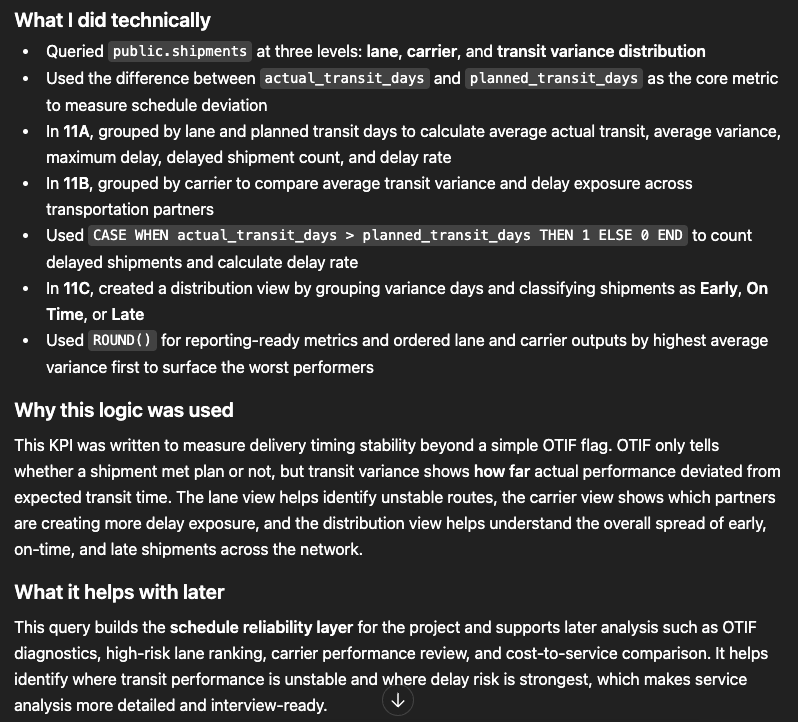 What I did technically
• Queried public.shipments at three levels: lane, carrier, and transit variance distribution
• Used the difference between actual_transit_days and planned_transit_days as the core metric
to measure schedule deviation
• In 11A, grouped by lane and planned transit days to calculate average actual transit, average variance,
maximum delay, delayed shipment count, and delay rate
• In 11B, grouped by carrier to compare average transit variance and delay exposure across
transportation partners
• Used CASE WHEN actual_transit_days > planned_transit_days THEN 1 ELSE 0 END to count
delayed shipments and calculate delay rate
• In 11C, created a distribution view by grouping variance days and classifying shipments as Early, On
Time, or Late
• Used ROUND() for reporting-ready metrics and ordered lane and carrier outputs by highest average
variance first to surface the worst performers
Why this logic was used
This KPI was written to measure delivery timing stability beyond a simple OTIF flag. OTIF only tells
whether a shipment met plan or not, but transit variance shows how far actual performance deviated from
expected transit time. The lane view helps identify unstable routes, the carrier view shows which partners
are creating more delay exposure, and the distribution view helps understand the overall spread of early,
on-time, and late shipments across the network.
What it helps with later
This query builds the schedule reliability layer for the project and supports later analysis such as OTIF
diagnostics, high-risk lane ranking, carrier performance review, and cost-to-service comparison. It helps
identify where transit performance is unstable and where delay risk is strongest, which makes service
analysis more detailed and interview-ready.